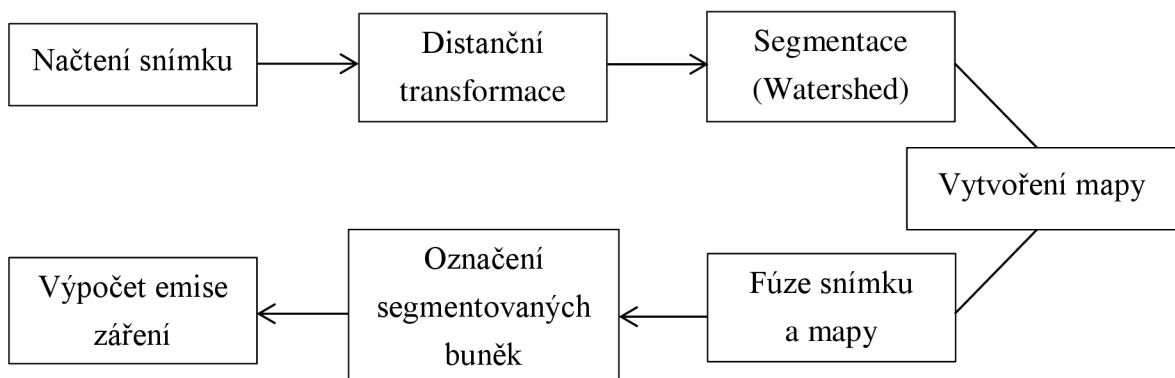 Načtení snímku
Distanční
transformace
Segmentace
(Watershed)
Vytvoření mapy
Fúze snímku
a mapy
Označení
segmentovaných
buněk
Výpočet emise
záření